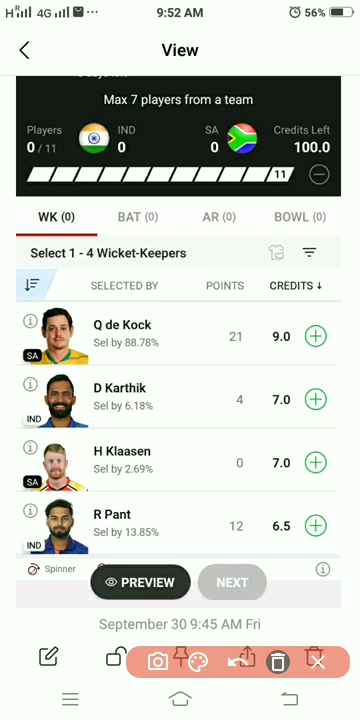 H R 4G ... 9:52 AM 56%
View
Max 7 players from a team
Players IND SA Credits Left
0 / 11 0 0 100.0
11
WK (0) BAT (0) AR (0) BOWL (0)
Select 1 - 4 Wicket-Keepers
SELECTED BY POINTS CREDITS ↓
Q de Kock
Sel by 88.78% 21 9.0
SA
D Karthik
Sel by 6.18% 4 7.0
IND
H Klaasen
Sel by 2.69% 0 7.0
SA
R Pant
Sel by 13.85% 12 6.5
IND
Spinner
PREVIEW NEXT
September 30 9:45 AM Fri